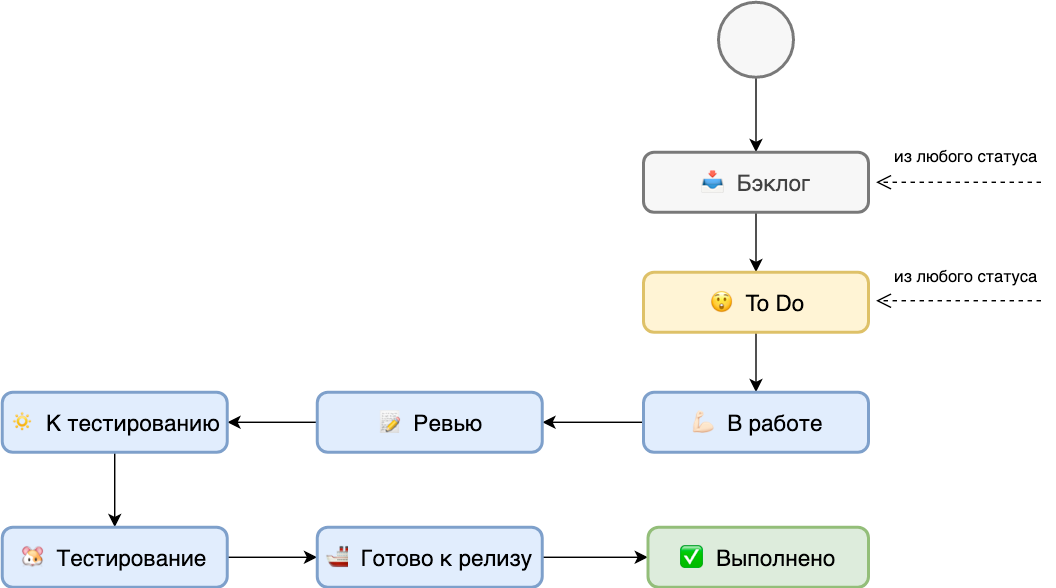 📥 Бэклог
из любого статуса
😲 To Do
из любого статуса
🔅 К тестированию
📝 Ревью
💪🏻 В работе
🐹 Тестирование
🚢 Готово к релизу
✅ Выполнено